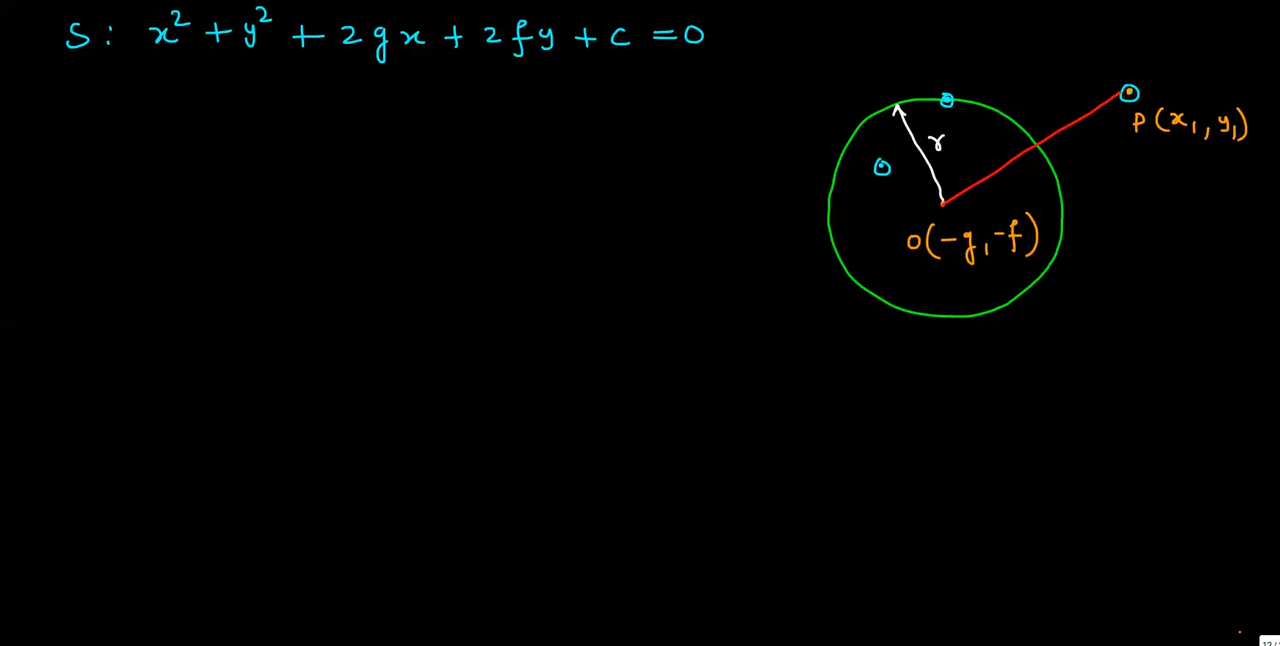 S: x² + y² + 2gx + 2fy + c = 0
P(x₁, y₁)
r
O(-g, -f)